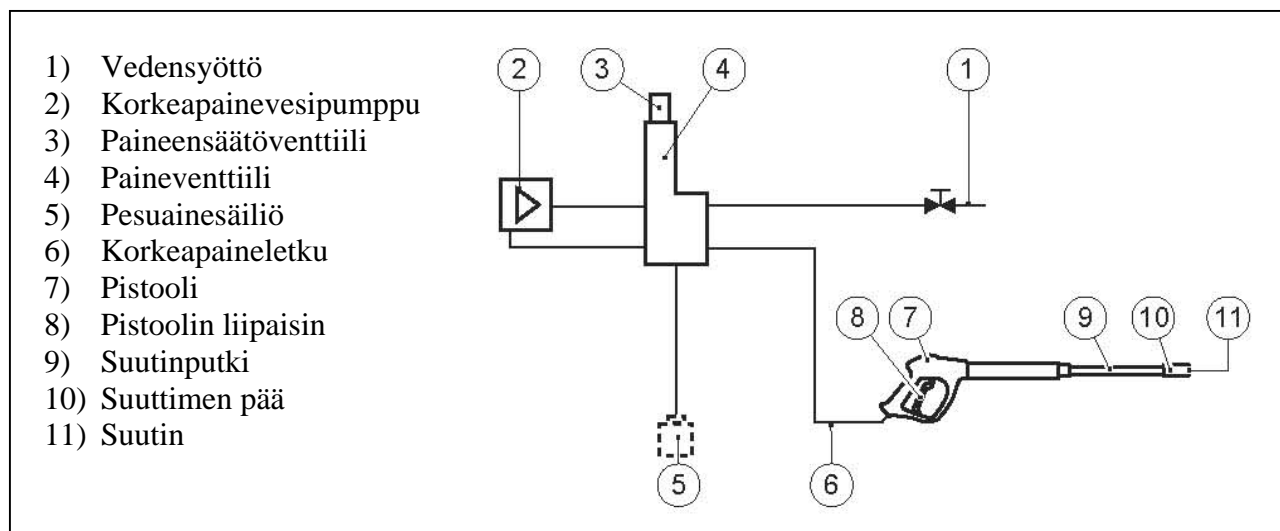 1) Vedensyöttö
2) Korkeapainevesipumppu
3) Paineensäätöventtiili
4) Paineventtiili
5) Pesuainesäiliö
6) Korkeapaineletku
7) Pistooli
8) Pistoolin liipaisin
9) Suutinputki
10) Suuttimen pää
11) Suutin
2 3 4 1
8 7 9 10 11
5 6